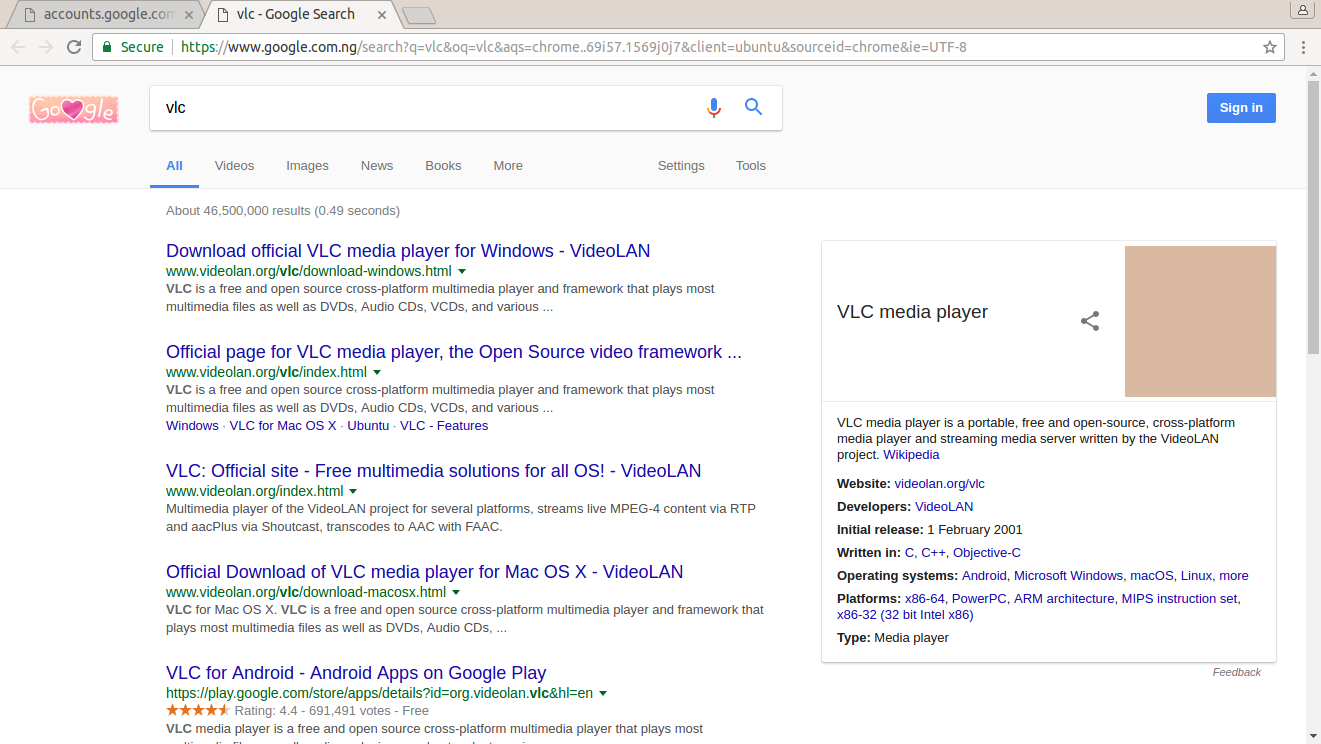 accounts.google.com
vlc - Google Search
Secure
https://www.google.com.ng/search?q=vlc&oq=vlc&aqs=chrome..69i57.1569j0j7&client=ubuntu&sourceid=chrome&ie=UTF-8
Google
vlc
Sign in
All Videos Images News Books More Settings Tools
About 46,500,000 results (0.49 seconds)
Download official VLC media player for Windows - VideoLAN
www.videolan.org/vlc/download-windows.html
VLC is a free and open source cross-platform multimedia player and framework that plays most
multimedia files as well as DVDs, Audio CDs, VCDs, and various ...
Official page for VLC media player, the Open Source video framework ...
www.videolan.org/vlc/index.html
VLC is a free and open source cross-platform multimedia player and framework that plays most
multimedia files as well as DVDs, Audio CDs, VCDs, and various ...
Windows · VLC for Mac OS X · Ubuntu · VLC - Features
VLC: Official site - Free multimedia solutions for all OS! - VideoLAN
www.videolan.org/index.html
Multimedia player of the VideoLAN project for several platforms, streams live MPEG-4 content via RTP
and aacPlus via Shoutcast, transcodes to AAC with FAAC.
Official Download of VLC media player for Mac OS X - VideoLAN
www.videolan.org/vlc/download-macosx.html
VLC for Mac OS X. VLC is a free and open source cross-platform multimedia player and framework that
plays most multimedia files as well as DVDs, Audio CDs, ...
VLC for Android - Android Apps on Google Play
https://play.google.com/store/apps/details?id=org.videolan.vlc&hl=en
Rating: 4.4 - 691,491 votes - Free
VLC media player is a free and open source cross-platform multimedia player that plays most
VLC media player
VLC media player is a portable, free and open-source, cross-platform
media player and streaming media server written by the VideoLAN
project. Wikipedia
Website: videolan.org/vlc
Developers: VideoLAN
Initial release: 1 February 2001
Written in: C, C++, Objective-C
Operating systems: Android, Microsoft Windows, macOS, Linux, more
Platforms: x86-64, PowerPC, ARM architecture, MIPS instruction set,
x86-32 (32 bit Intel x86)
Type: Media player
Feedback